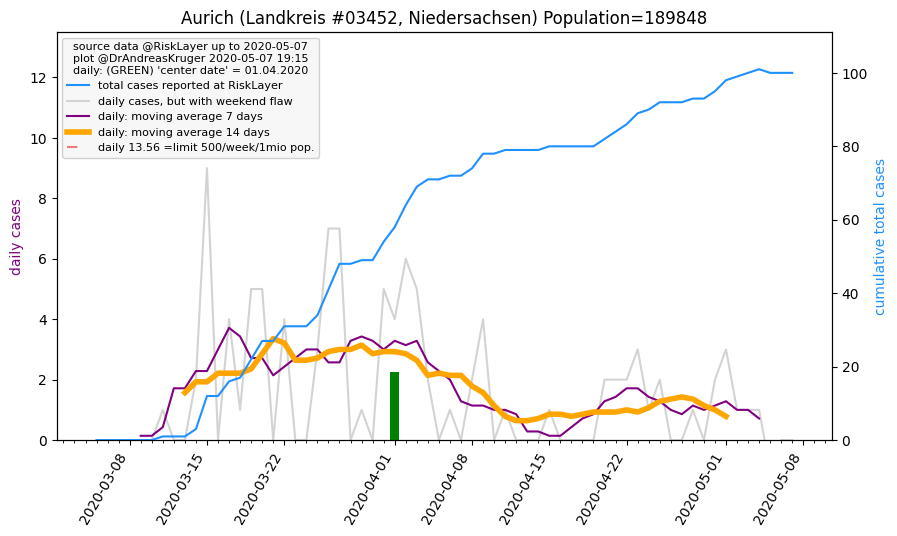 Aurich (Landkreis #03452, Niedersachsen) Population=189848
source data @RiskLayer up to 2020-05-07
plot @DrAndreasKruger 2020-05-07 19:15
daily: (GREEN) 'center date' = 01.04.2020
total cases reported at RiskLayer
daily cases, but with weekend flaw
daily: moving average 7 days
daily: moving average 14 days
daily 13.56 =limit 500/week/1mio pop.
daily cases
12
10
8
6
4
2
0
100
80
60
40
20
0
cumulative total cases
2020-03-08
2020-03-15
2020-03-22
2020-04-01
2020-04-08
2020-04-15
2020-04-22
2020-05-01
2020-05-08